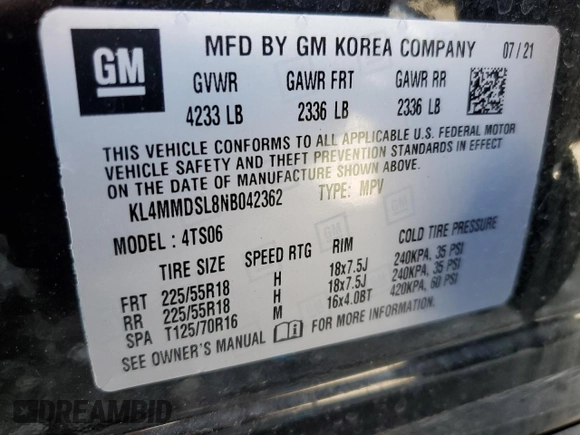 GM MFD BY GM KOREA COMPANY 07/21
GVWR GAWR FRT GAWR RR
4233 LB 2336 LB 2336 LB
THIS VEHICLE CONFORMS TO ALL APPLICABLE U.S. FEDERAL MOTOR
VEHICLE SAFETY AND THEFT PREVENTION STANDARDS IN EFFECT
ON THE DATE OF MANUFACTURE SHOWN ABOVE.
KL4MMDSL8NB042362 TYPE: MPV
MODEL: 4TS06
TIRE SIZE SPEED RTG RIM COLD TIRE PRESSURE
FRT 225/55R18 H 18x7.5J 240KPA, 35 PSI
RR 225/55R18 H 18x7.5J 240KPA, 35 PSI
SPA T125/70R16 M 16x4.0BT 420KPA, 60 PSI
SEE OWNER'S MANUAL FOR MORE INFORMATION.
DREAMBID